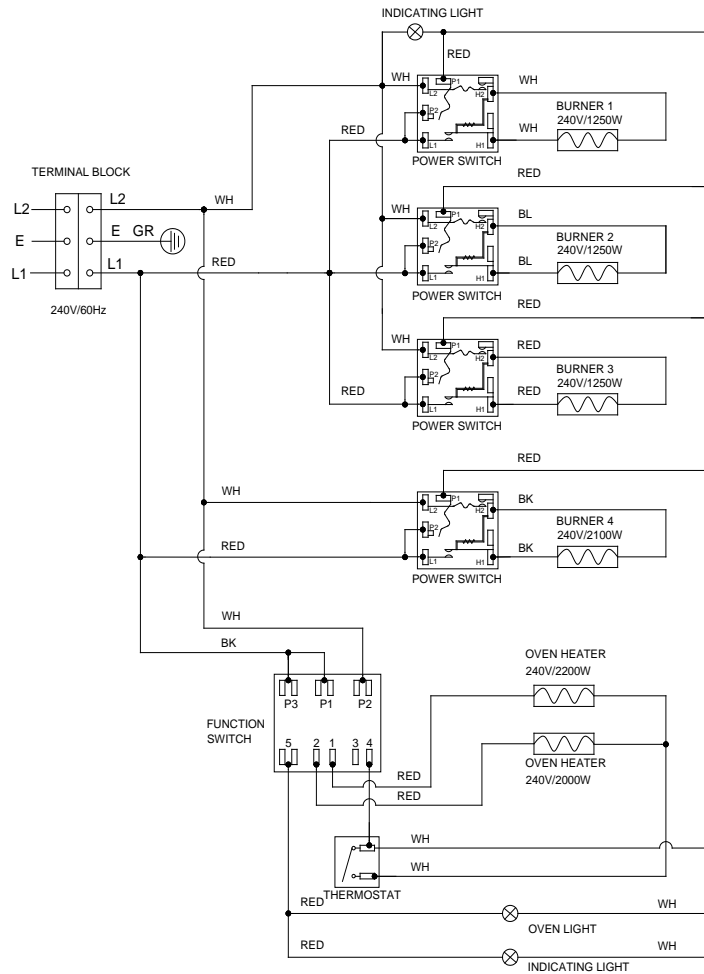 INDICATING LIGHT
RED
WH
P1
L2
H2
WH
P2
BURNER 1
240V/1250W
RED
WH
L1
H1
POWER SWITCH
TERMINAL BLOCK
RED
L2
L2
WH
WH
P1
L2
H2
BL
E
E GR
P2
BURNER 2
240V/1250W
L1
L1
RED
BL
L1
H1
240V/60Hz
POWER SWITCH
RED
WH
P1
L2
H2
RED
P2
BURNER 3
240V/1250W
RED
RED
L1
H1
POWER SWITCH
RED
WH
P1
L2
H2
BK
P2
BURNER 4
240V/2100W
RED
BK
L1
H1
POWER SWITCH
WH
BK
OVEN HEATER
240V/2200W
P3 P1 P2
FUNCTION
SWITCH
5 2 1 3 4
OVEN HEATER
240V/2000W
RED
RED
WH
WH
THERMOSTAT
RED
WH
OVEN LIGHT
RED
WH
INDICATING LIGHT